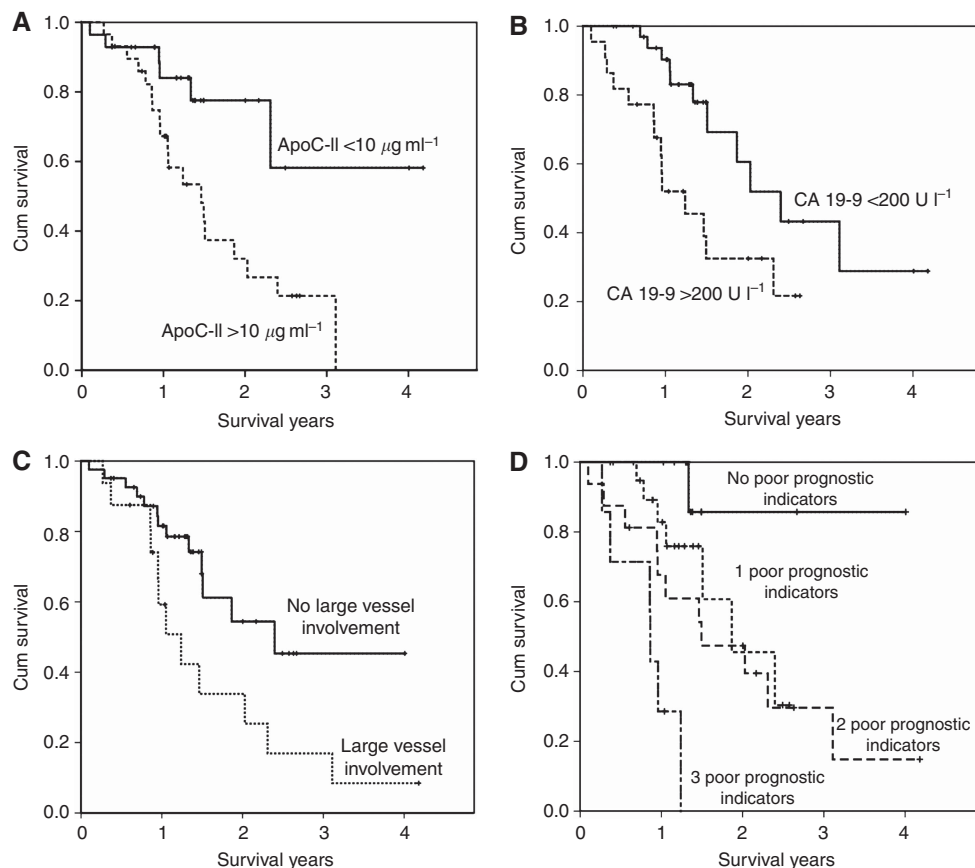 A
1.0
0.8
0.6
0.4
0.2
0.0
Cum survival
ApoC-II <10 μg ml⁻¹
ApoC-II >10 μg ml⁻¹
0 1 2 3 4
Survival years
B
1.0
0.8
0.6
0.4
0.2
0.0
Cum survival
CA 19-9 <200 U l⁻¹
CA 19-9 >200 U l⁻¹
0 1 2 3 4
Survival years
C
1.0
0.8
0.6
0.4
0.2
0.0
Cum survival
No large vessel
involvement
Large vessel
involvement
0 1 2 3 4
Survival years
D
1.0
0.8
0.6
0.4
0.2
0.0
Cum survival
No poor prognostic
indicators
1 poor prognostic
indicators
2 poor prognostic
indicators
3 poor prognostic
indicators
0 1 2 3 4
Survival years